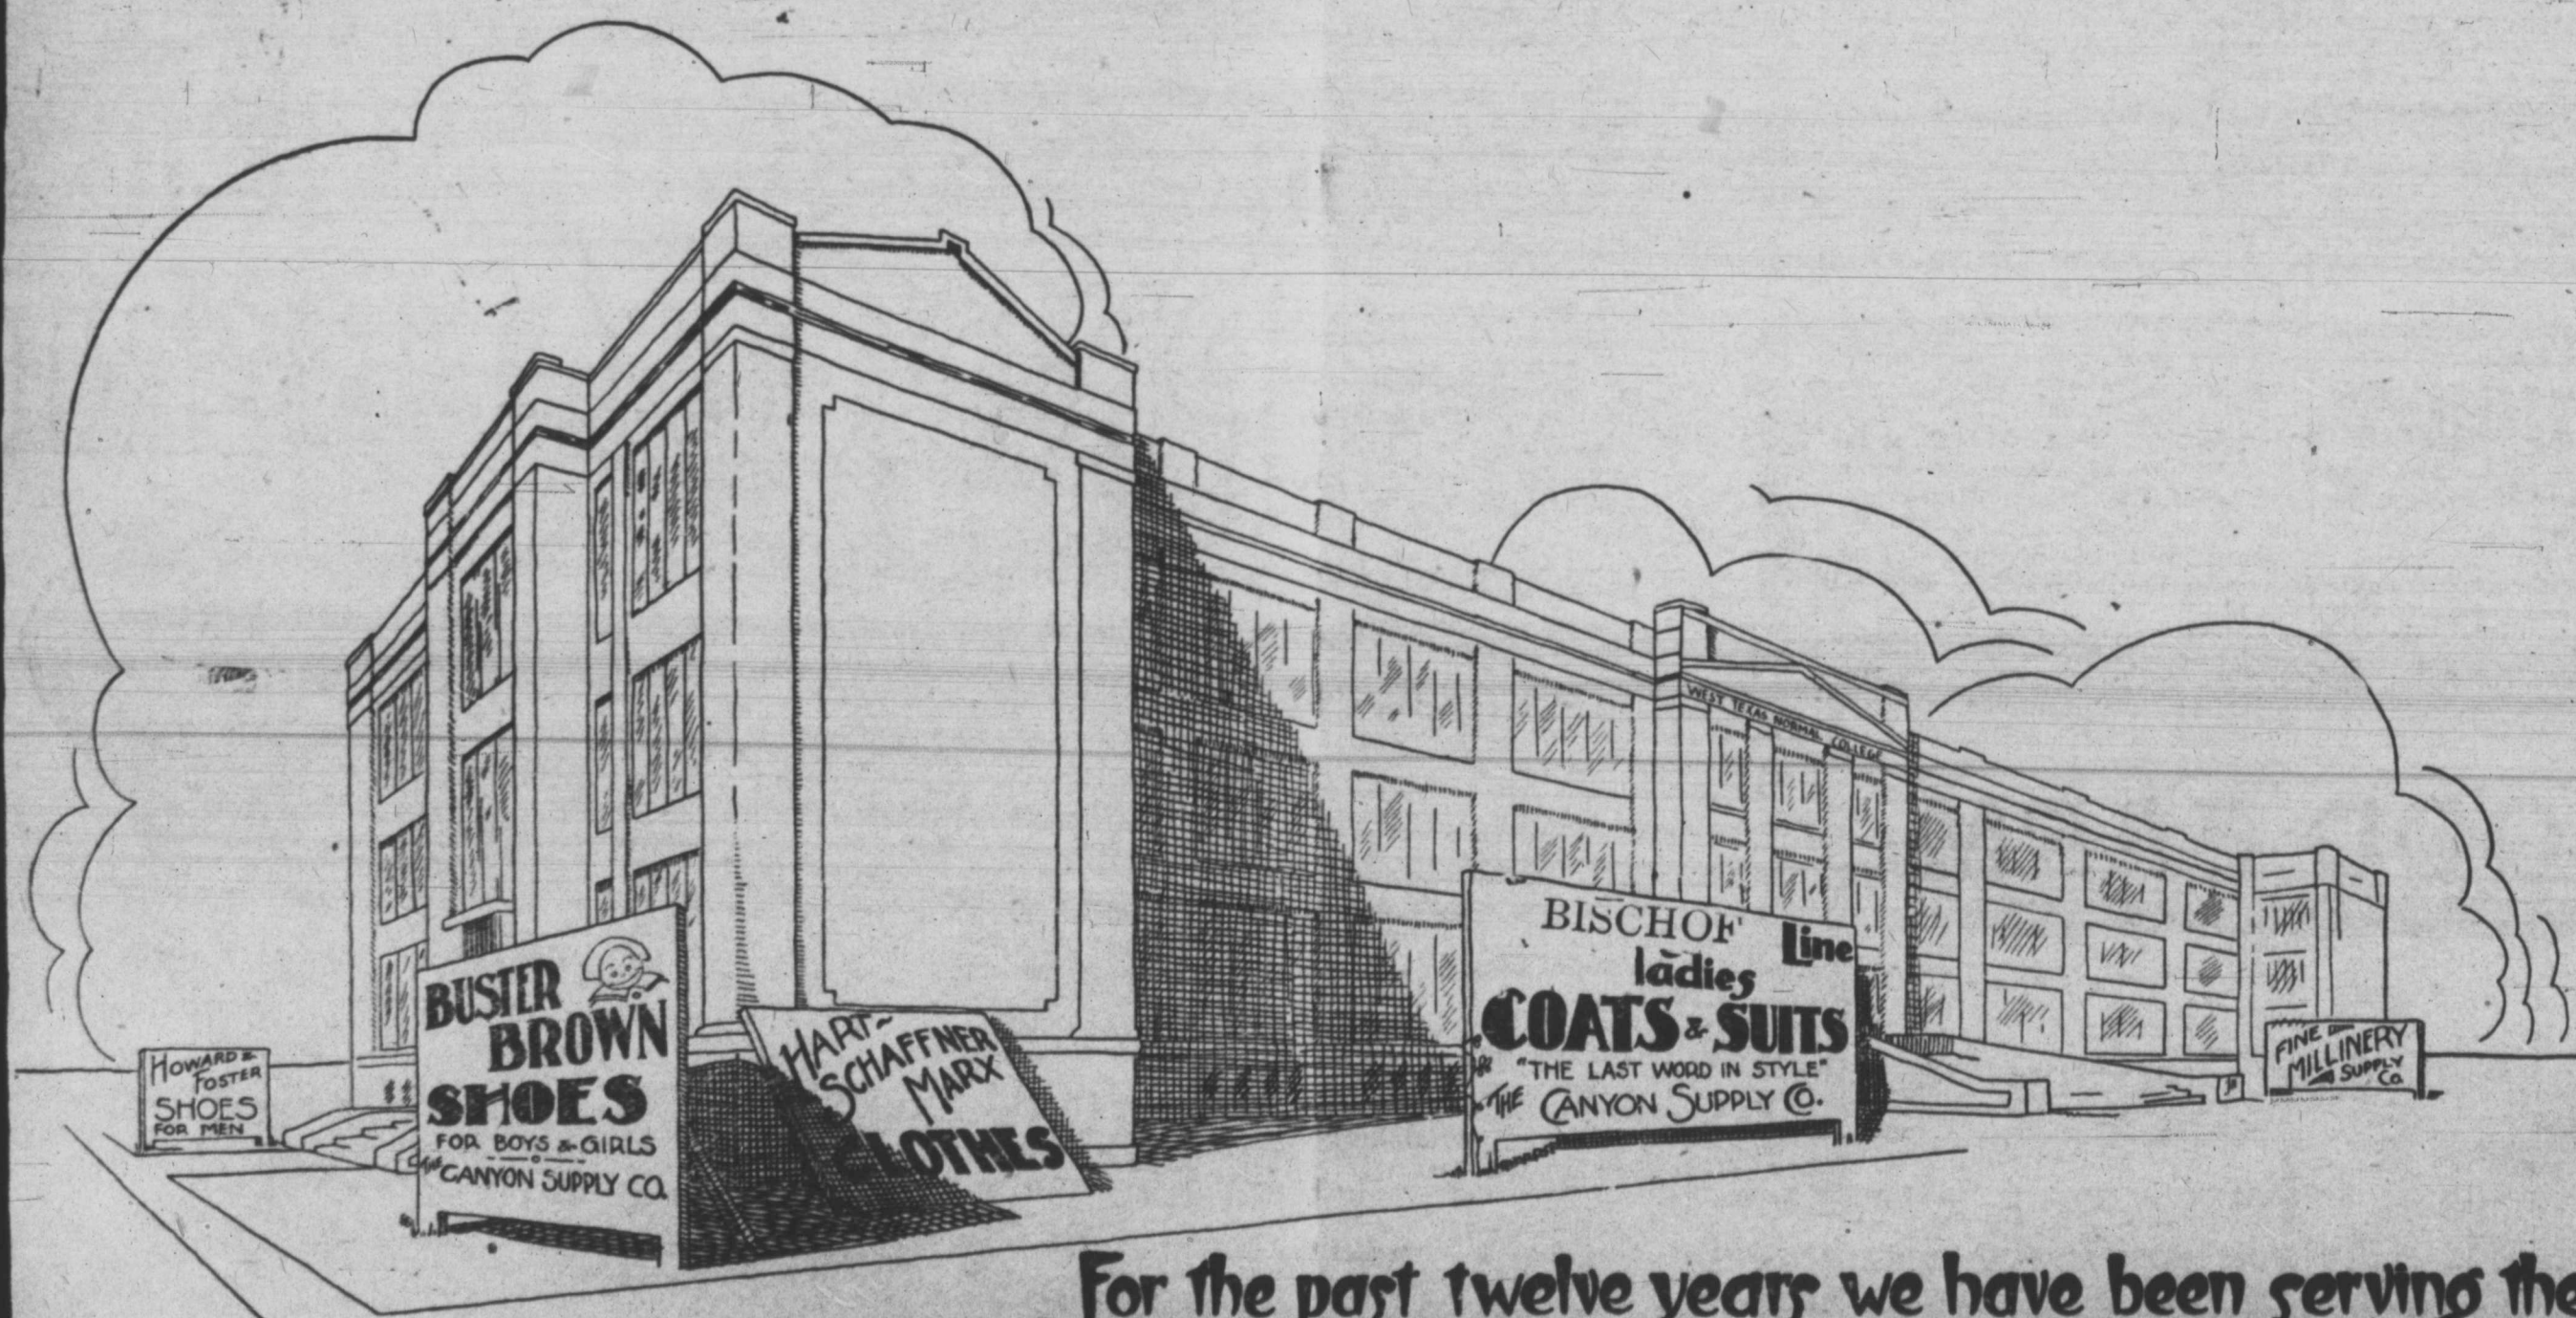 WEST TEXAS NORMAL COLLEGE
HOWARD &
FOSTER
SHOES
FOR MEN
BUSTER
BROWN
SHOES
FOR BOYS & GIRLS
THE CANYON SUPPLY CO.
HART-
SCHAFFNER
MARX
CLOTHES
BISCHOF Line
ladies
COATS & SUITS
"THE LAST WORD IN STYLE"
THE CANYON SUPPLY CO.
FINE
MILLINERY
SUPPLY
Co
For the past twelve years we have been serving the